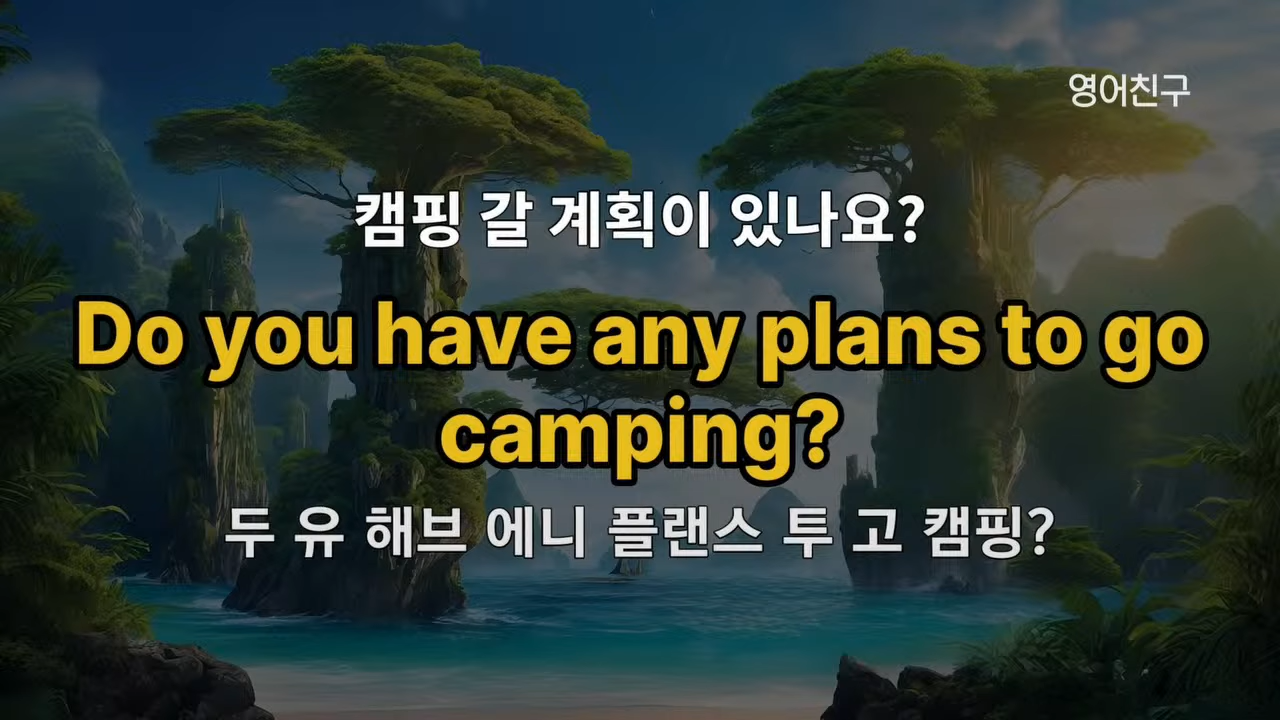 영어친구
캠핑 갈 계획이 있나요?
Do you have any plans to go
camping?
두 유 해브 에니 플랜스 투 고 캠핑?